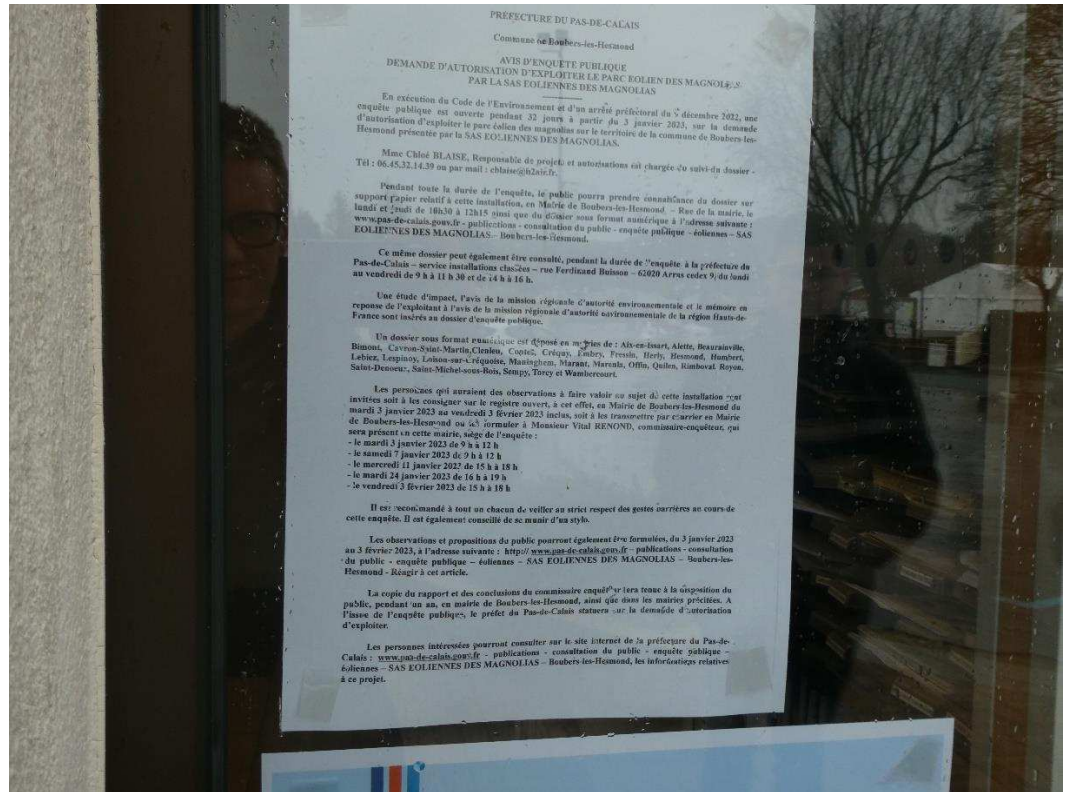 PRÉFECTURE DU PAS-DE-CALAIS
Commune de Boubers-les-Hesmond
AVIS D'ENQUÊTE PUBLIQUE
DEMANDE D'AUTORISATION D'EXPLOITER LE PARC EOLIEN DES MAGNOLIAS
PAR LA SAS EOLIENNES DES MAGNOLIAS
En exécution du Code de l'Environnement et d'un arrêté préfectoral du 5 décembre 2022, une
enquête publique est ouverte pendant 32 jours à partir du 3 janvier 2023, sur la demande
d'autorisation d'exploiter le parc éolien des magnolias sur le territoire de la commune de Boubers-les-
Hesmond présentée par la SAS EOLIENNES DES MAGNOLIAS.
Mme Chloé BLAISE, Responsable de projets et autorisations est chargée du suivi du dossier -
Tél : 06.45.32.14.39 ou par mail : cblaise@h2air.fr.
Pendant toute la durée de l'enquête, le public pourra prendre connaissance du dossier sur
support papier relatif à cette installation, en Mairie de Boubers-les-Hesmond – Rue de la mairie, le
lundi et jeudi de 10h30 à 12h15 ainsi que du dossier sous format numérique à l'adresse suivante :
www.pas-de-calais.gouv.fr - publications - consultation du public - enquête publique - éoliennes – SAS
EOLIENNES DES MAGNOLIAS – Boubers-les-Hesmond.
Ce même dossier peut également être consulté, pendant la durée de l'enquête à la préfecture du
Pas-de-Calais – service installations classées – rue Ferdinand Buisson – 62020 Arras cedex 9, du lundi
au vendredi de 9 h à 11 h 30 et de 14 h à 16 h.
Une étude d'impact, l'avis de la mission régionale d'autorité environnementale et le mémoire en
reponse de l'exploitant à l'avis de la mission régionale d'autorité environnementale de la région Hauts-de-
France sont insérés au dossier d'enquête publique.
Un dossier sous format numérique est déposé en mairies de : Aix-en-Issart, Alette, Beaurainville,
Bimont, Cavron-Saint-Martin,Clenleu, Contes, Créquy, Embry, Fressin, Herly, Hesmond, Humbert,
Lebiez, Lespinoy, Loison-sur-Créquoise, Maninghem, Marant, Marenla, Offin, Quilen, Rimboval, Royon,
Saint-Denoeux, Saint-Michel-sous-Bois, Sempy, Torcy et Wambercourt.
Les personnes qui auraient des observations à faire valoir au sujet de cette installation sont
invitées soit à les consigner sur le registre ouvert, à cet effet, en Mairie de Boubers-les-Hesmond du
mardi 3 janvier 2023 au vendredi 3 février 2023 inclus, soit à les transmettre par courrier en Mairie
de Boubers-les-Hesmond ou les formuler à Monsieur Vital RENOND, commissaire-enquêteur, qui
sera présent en cette mairie, siège de l'enquête :
- le mardi 3 janvier 2023 de 9 h à 12 h
- le samedi 7 janvier 2023 de 9 h à 12 h
- le mercredi 11 janvier 2023 de 15 h à 18 h
- le mardi 24 janvier 2023 de 16 h à 19 h
- le vendredi 3 février 2023 de 15 h à 18 h
Il est recommandé à tout un chacun de veiller au strict respect des gestes barrières au cours de
cette enquête. Il est également conseillé de se munir d'un stylo.
Les observations et propositions du public pourront également être formulées, du 3 janvier 2023
au 3 février 2023, à l'adresse suivante : http:// www.pas-de-calais.gouv.fr – publications - consultation
du public - enquête publique – éoliennes – SAS EOLIENNES DES MAGNOLIAS – Boubers-les-
Hesmond - Réagir à cet article.
La copie du rapport et des conclusions du commissaire enquêteur sera tenue à la disposition du
public, pendant un an, en mairie de Boubers-les-Hesmond, ainsi que dans les mairies précitées. A
l'issue de l'enquête publique, le préfet du Pas-de-Calais statuera sur la demande d'autorisation
d'exploiter.
Les personnes intéressées pourront consulter sur le site internet de la préfecture du Pas-de-
Calais : www.pas-de-calais.gouv.fr - publications - consultation du public - enquête publique –
éoliennes – SAS EOLIENNES DES MAGNOLIAS – Boubers-les-Hesmond, les informations relatives
à ce projet.